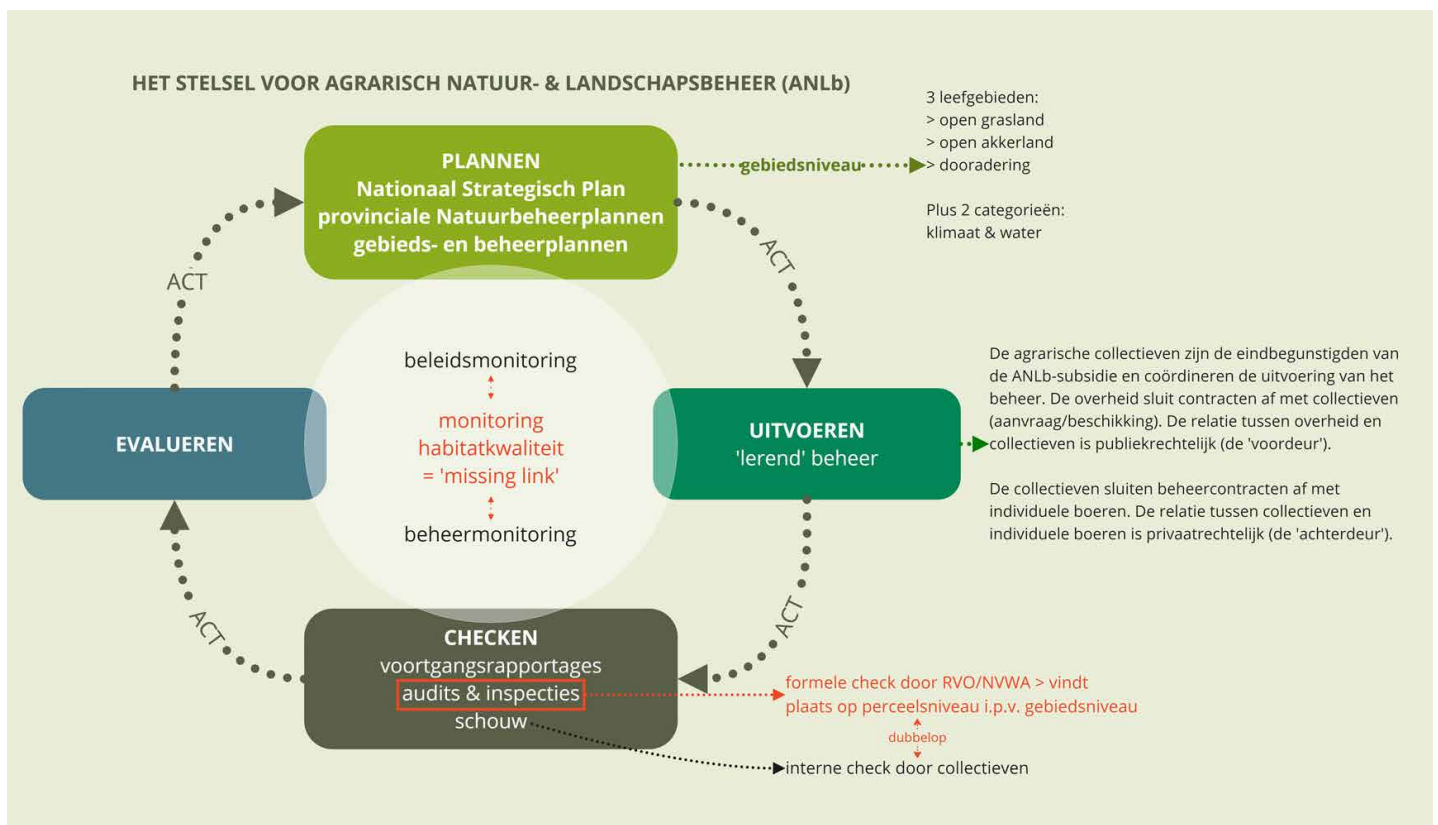 HET STELSEL VOOR AGRARISCH NATUUR- & LANDSCHAPSBEHEER (ANLb)
PLANNEN
Nationaal Strategisch Plan
provinciale Natuurbeheerplannen
gebieds- en beheerplannen
gebiedsniveau
3 leefgebieden:
> open grasland
> open akkerland
> dooradering
Plus 2 categorieën:
klimaat & water
ACT
ACT
beleidsmonitoring
monitoring
habitatkwaliteit
= 'missing link'
beheermonitoring
EVALUEREN
UITVOEREN
'lerend' beheer
De agrarische collectieven zijn de eindbegunstigden van
de ANLb-subsidie en coördineren de uitvoering van het
beheer. De overheid sluit contracten af met collectieven
(aanvraag/beschikking). De relatie tussen overheid en
collectieven is publiekrechtelijk (de 'voordeur').
De collectieven sluiten beheercontracten af met
individuele boeren. De relatie tussen collectieven en
individuele boeren is privaatrechtelijk (de 'achterdeur').
ACT
ACT
CHECKEN
voortgangsrapportages
audits & inspecties
schouw
formele check door RVO/NVWA > vindt
plaats op perceelsniveau i.p.v. gebiedsniveau
dubbelop
interne check door collectieven